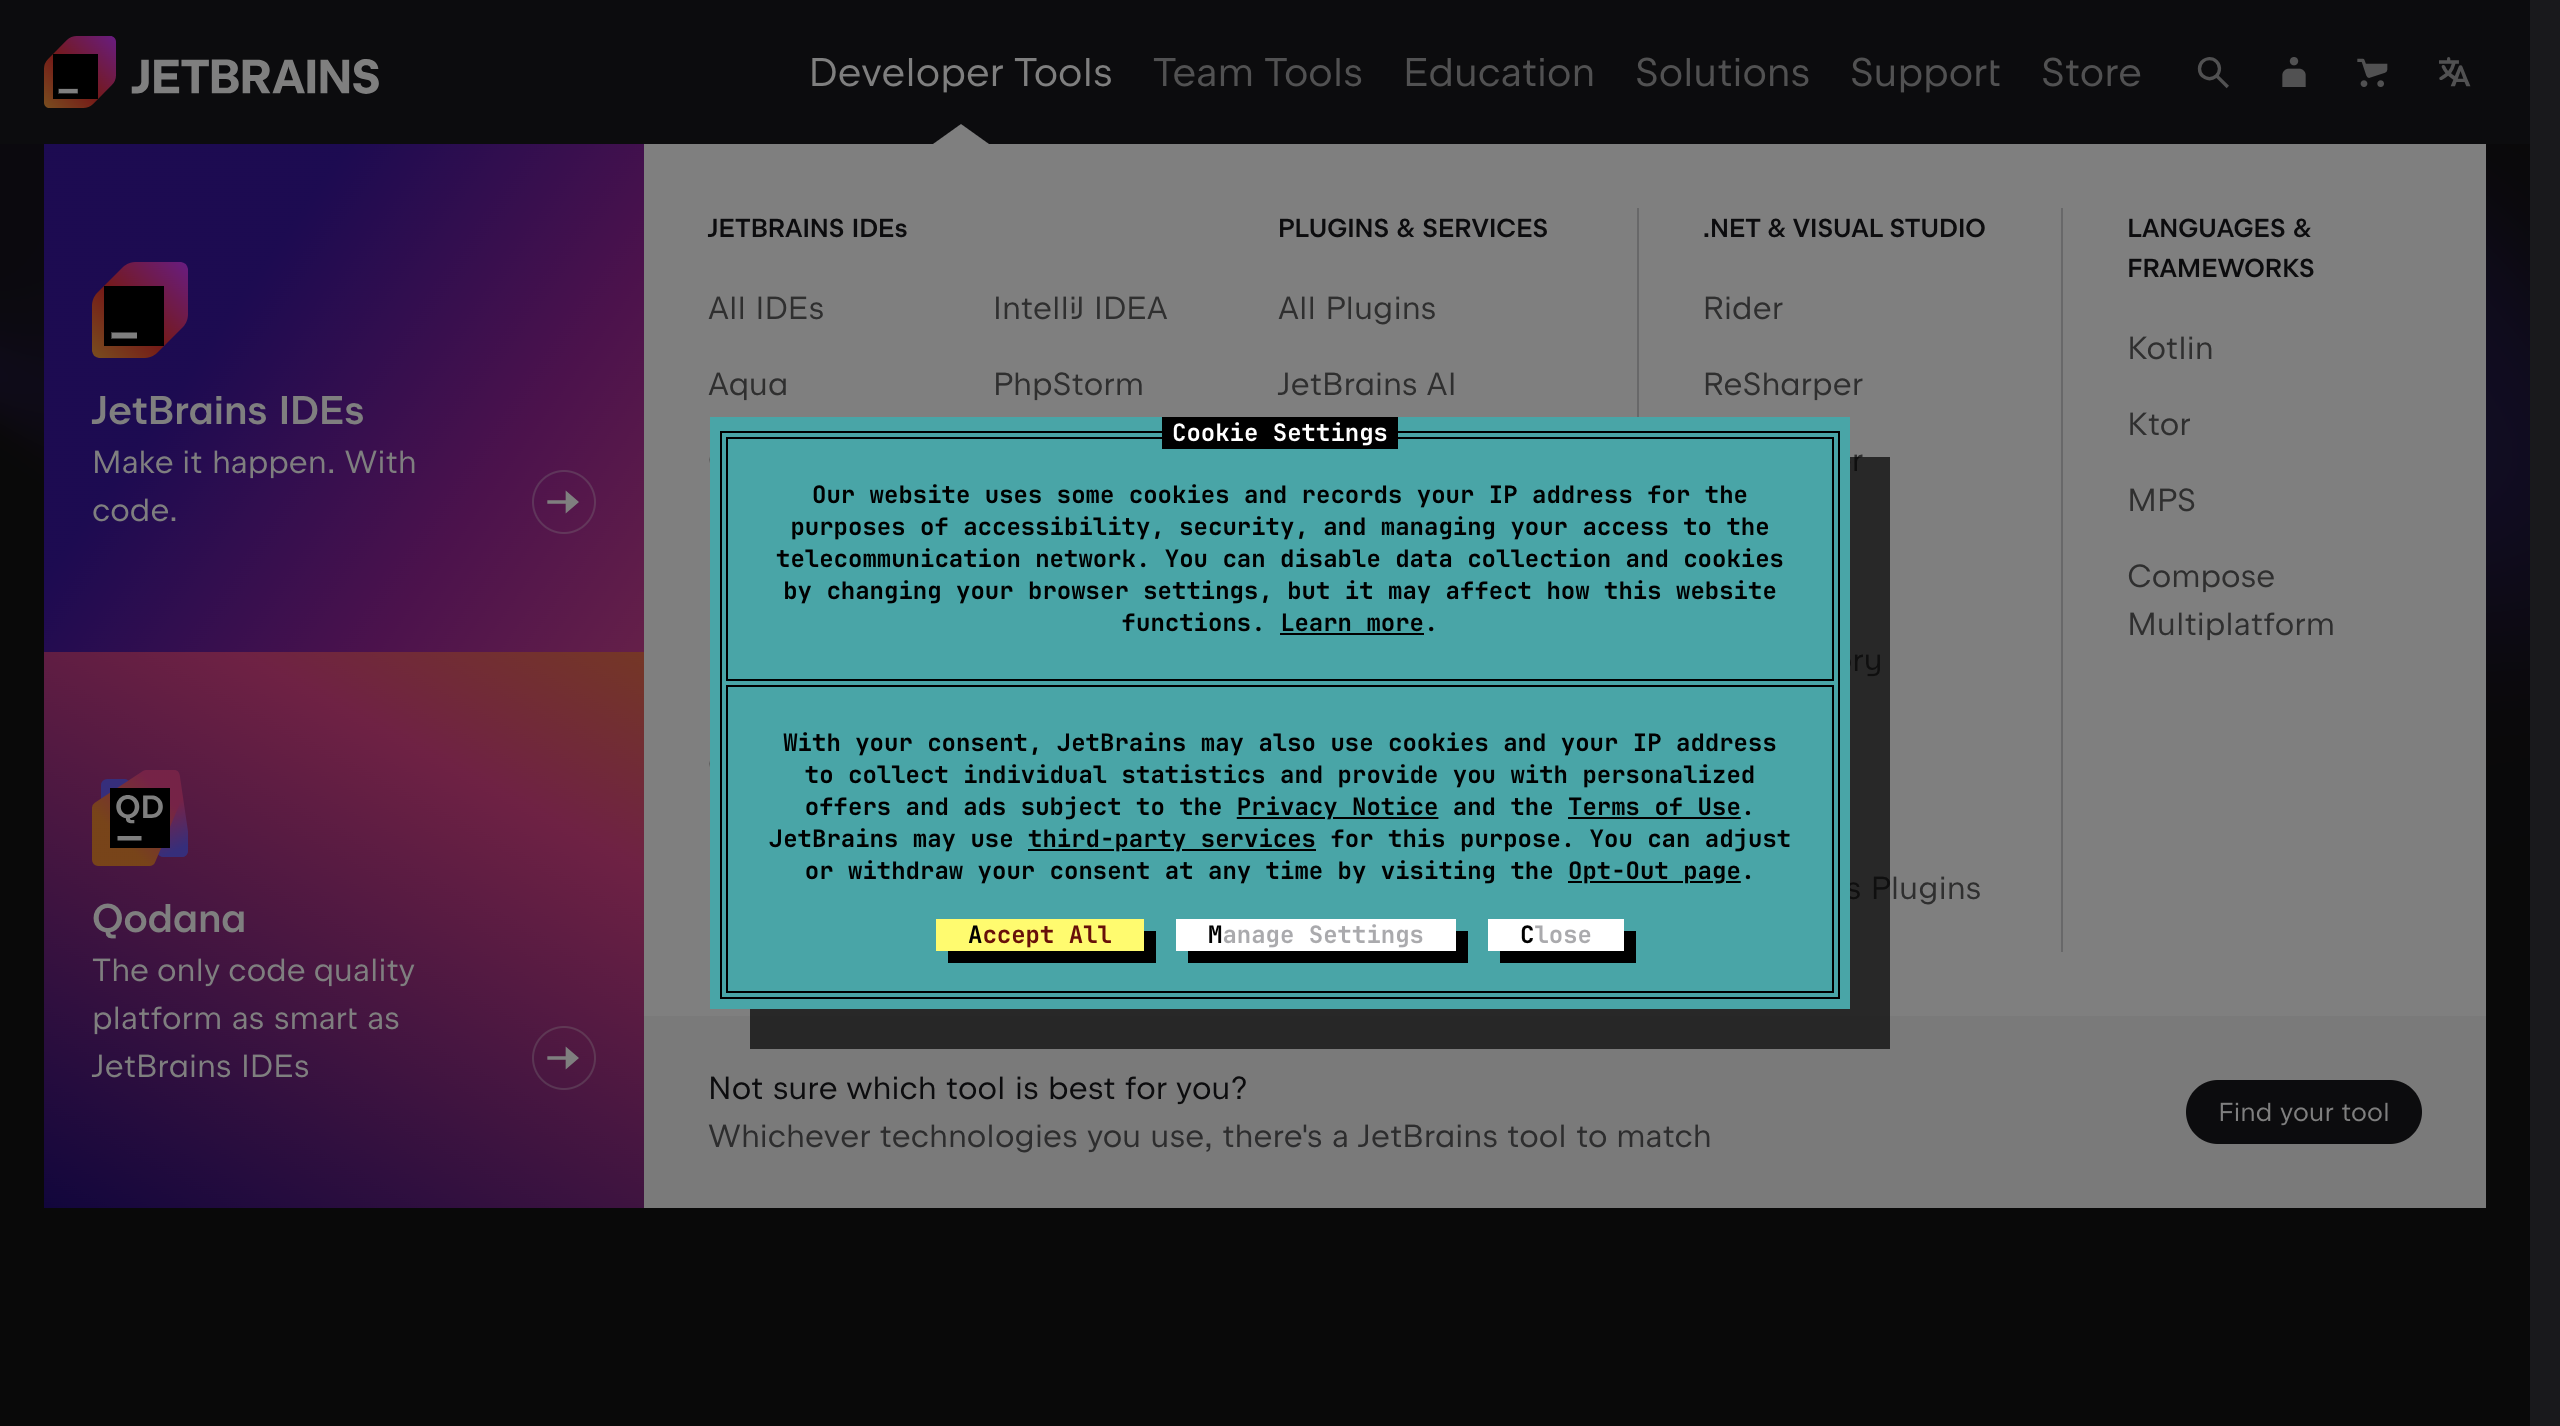 JETBRAINS
Developer Tools
Team Tools
Education
Solutions
Support
Store
JetBrains IDEs
Make it happen. With
code.
QD
Qodana
The only code quality
platform as smart as
JetBrains IDEs
JETBRAINS IDEs
All IDEs
Aqua
IntelliJ IDEA
PhpStorm
PLUGINS & SERVICES
All Plugins
JetBrains AI
.NET & VISUAL STUDIO
Rider
ReSharper
Plugins
LANGUAGES &
FRAMEWORKS
Kotlin
Ktor
MPS
Compose
Multiplatform
Cookie Settings
Our website uses some cookies and records your IP address for the
purposes of accessibility, security, and managing your access to the
telecommunication network. You can disable data collection and cookies
by changing your browser settings, but it may affect how this website
functions. Learn more.
With your consent, JetBrains may also use cookies and your IP address
to collect individual statistics and provide you with personalized
offers and ads subject to the Privacy Notice and the Terms of Use.
JetBrains may use third-party services for this purpose. You can adjust
or withdraw your consent at any time by visiting the Opt-Out page.
Accept All
Manage Settings
Close
Not sure which tool is best for you?
Whichever technologies you use, there's a JetBrains tool to match
Find your tool